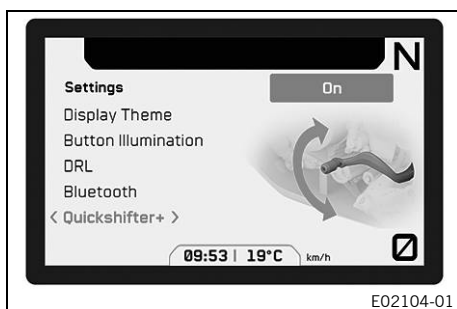 N
Settings
On
Display Theme
Button Illumination
DRL
Bluetooth
< Quickshifter+ >
09:53 | 19°C km/h
0
E02104-01